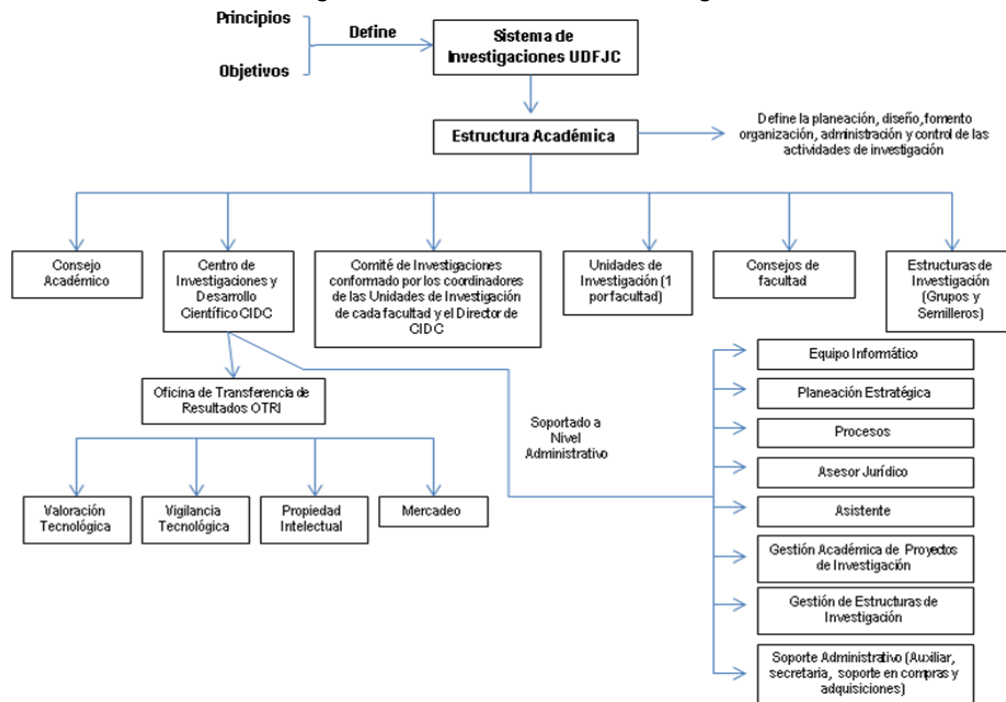 Principios
Define
Objetivos
Sistema de
Investigaciones UDFJC
Estructura Académica
Define la planeación, diseño, fomento
organización, administración y control de las
actividades de investigación
Consejo
Académico
Centro de
Investigaciones y
Desarrollo
Científico CIDC
Comité de Investigaciones
conformado por los coordinadores
de las Unidades de Investigación
de cada facultad y el Director de
CIDC
Unidades de
Investigación (1
por facultad)
Consejos de
facultad
Estructuras de
Investigación
(Grupos y
Semilleros)
Oficina de Transferencia de
Resultados OTRI
Soportado a
Nivel
Administrativo
Valoración
Tecnológica
Vigilancia
Tecnológica
Propiedad
Intelectual
Mercadeo
Equipo Informático
Planeación Estratégica
Procesos
Asesor Jurídico
Asistente
Gestión Académica de Proyectos
de Investigación
Gestión de Estructuras de
Investigación
Soporte Administrativo (Auxiliar,
secretaria, soporte en compras y
adquisiciones)